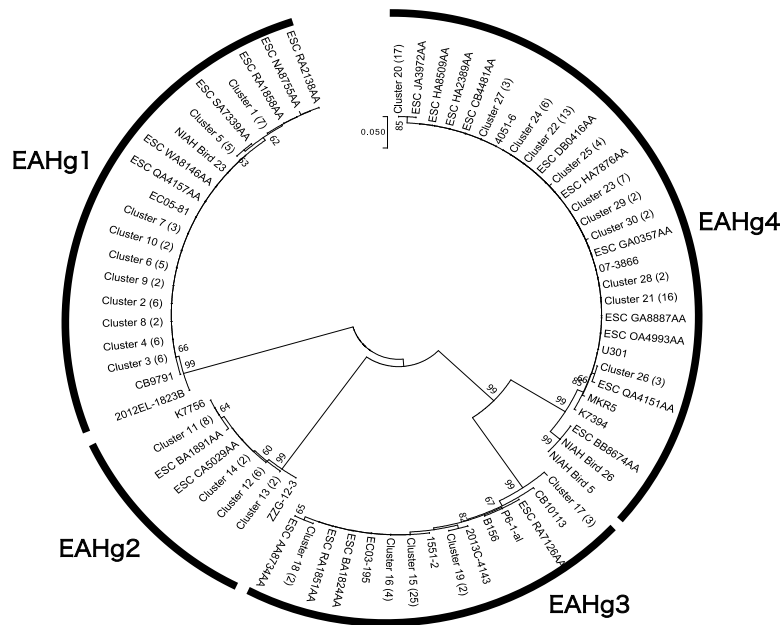 EAHg1
ESC RA2138AA
ESC NA8755AA
ESC RA1858AA
Cluster 1 (7)
ESC SA7339AA
Cluster 5 (5)
NIAH Bird 23
ESC WA8146AA
ESC QA4157AA
EC05-81
Cluster 7 (3)
Cluster 10 (2)
Cluster 6 (5)
Cluster 9 (2)
Cluster 2 (6)
Cluster 8 (2)
Cluster 4 (6)
Cluster 3 (6)
CB9791
2012EL-1823B
62
63
66
99
EAHg2
K7756
Cluster 11 (8)
ESC BA1891AA
ESC CA5029AA
Cluster 14 (2)
Cluster 12 (6)
Cluster 13 (2)
ZZG-12-3
64
60
99
EAHg3
ESC AA8734AA
Cluster 18 (2)
ESC RA1851AA
ESC BA1824AA
EC03-195
Cluster 16 (4)
Cluster 15 (25)
1551-2
Cluster 19 (2)
2013C-4143
B156
P6-1-al
ESC RA7126AA
CB10113
Cluster 17 (3)
59
67
99
EAHg4
Cluster 20 (17)
ESC JA3972AA
ESC HA8509AA
ESC HA2389AA
ESC CB4481AA
Cluster 27 (3)
4051-6
Cluster 24 (6)
Cluster 22 (13)
ESC DB0416AA
Cluster 25 (4)
ESC HA7876AA
Cluster 23 (7)
Cluster 29 (2)
Cluster 30 (2)
ESC GA0357AA
07-3866
Cluster 28 (2)
Cluster 21 (16)
ESC GA8887AA
ESC OA4993AA
U301
Cluster 26 (3)
ESC QA4151AA
MKR5
K7394
ESC BB8674AA
NIAH Bird 26
NIAH Bird 5
85
99
99
99
0.050